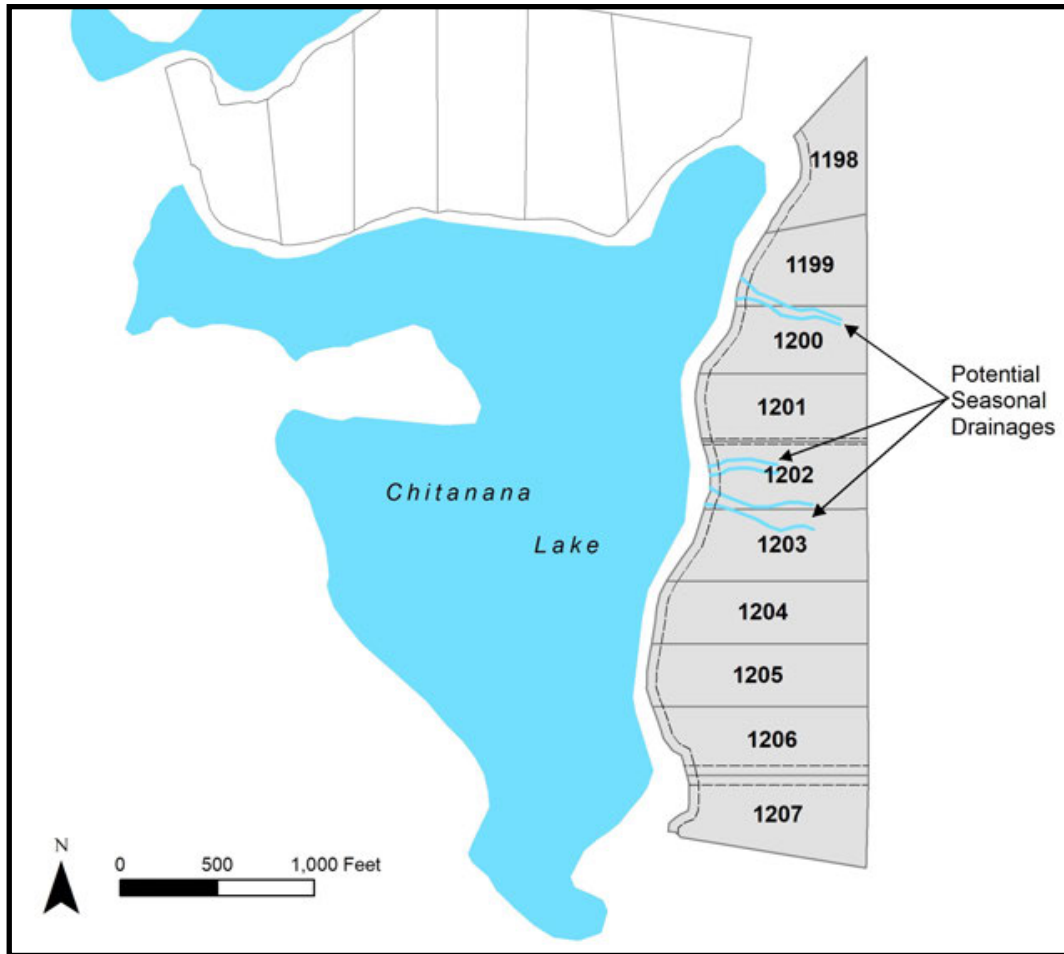 1198
1199
1200
1201
1202
1203
1204
1205
1206
1207
Potential
Seasonal
Drainages
Chitanana
Lake
N
0 500 1,000 Feet